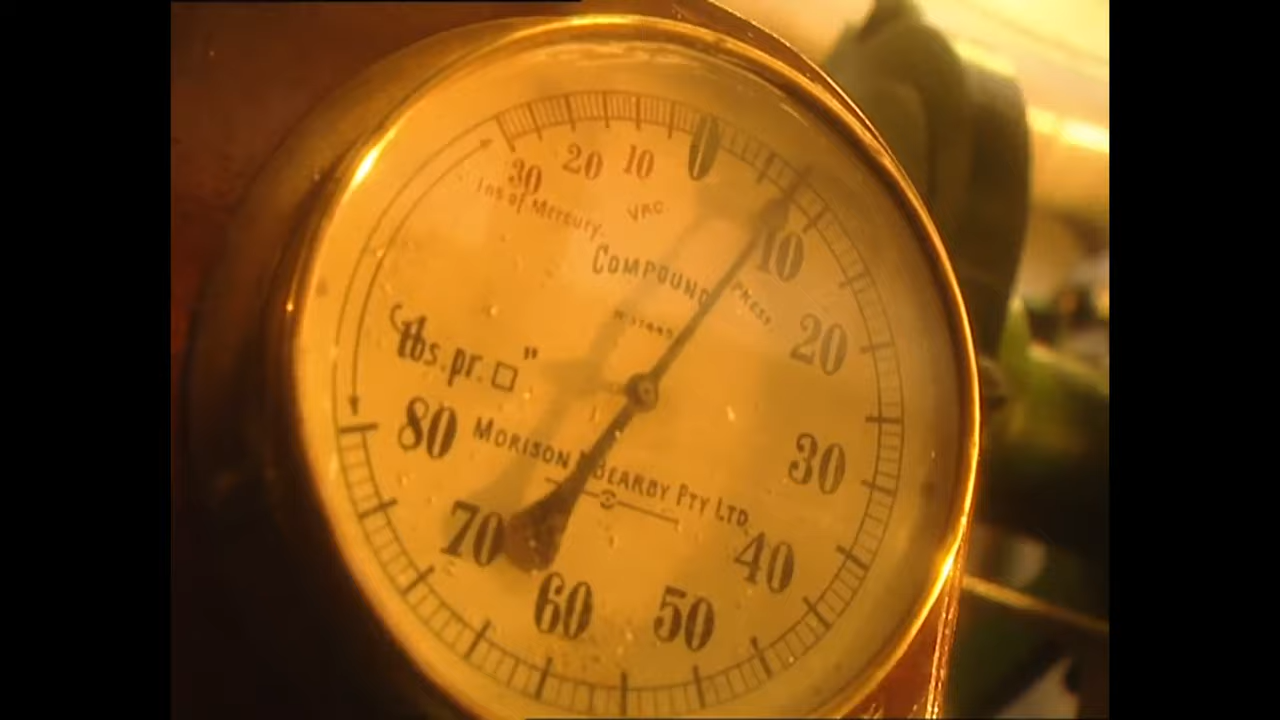 30 20 10 0
Ins of Mercury.
VAC.
COMPOUND PRESS.
10
20
30
40
50
60
70
80
lbs. pr. □"
MORISON & BEARBY PTY LTD